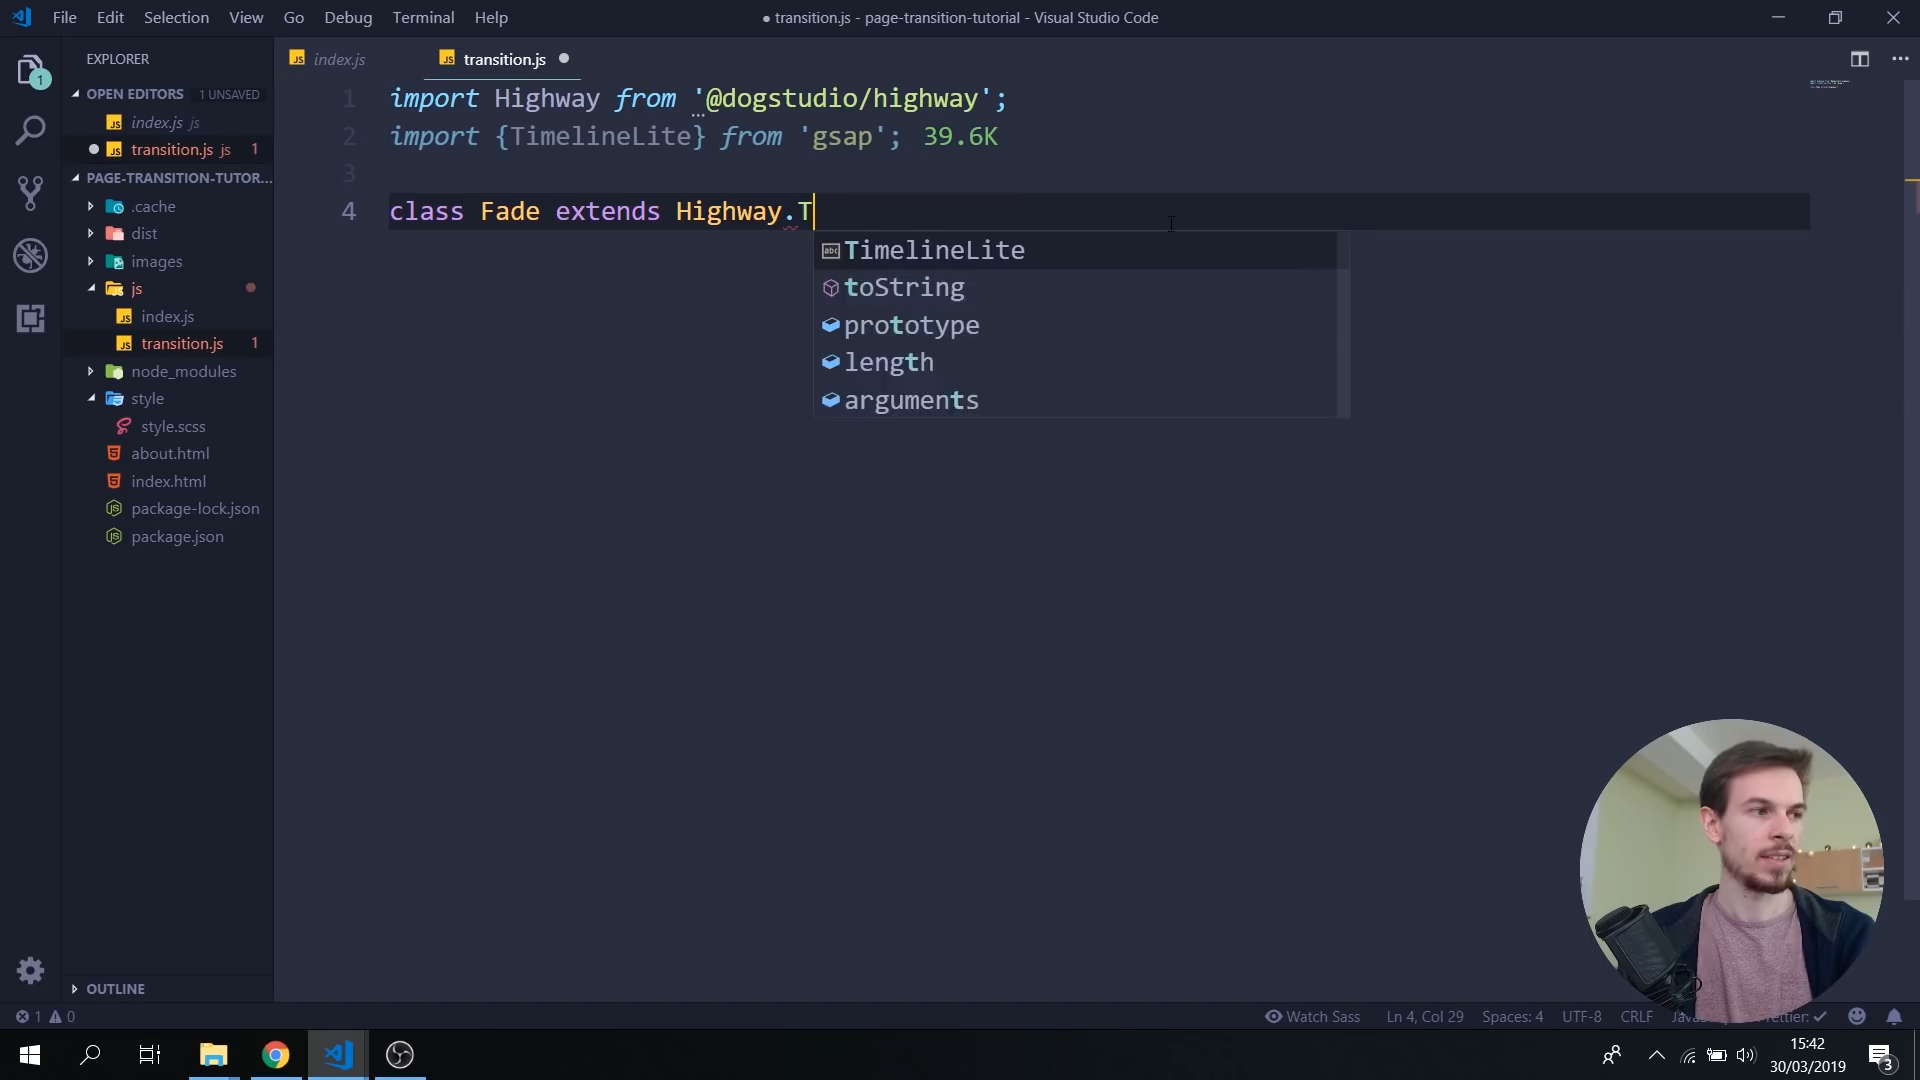 File Edit Selection View Go Debug Terminal Help
● transition.js - page-transition-tutorial - Visual Studio Code
EXPLORER
OPEN EDITORS 1 UNSAVED
index.js js
transition.js js 1
PAGE-TRANSITION-TUTOR...
.cache
dist
images
js
index.js
transition.js 1
node_modules
style
style.scss
about.html
index.html
package-lock.json
package.json
OUTLINE
1
JS index.js
JS transition.js
1 import Highway from '@dogstudio/highway';
2 import {TimelineLite} from 'gsap'; 39.6K
3
4 class Fade extends Highway.T
abc TimelineLite
toString
prototype
length
arguments
1 0
Watch Sass Ln 4, Col 29 Spaces: 4 UTF-8 CRLF
15:42
30/03/2019
3